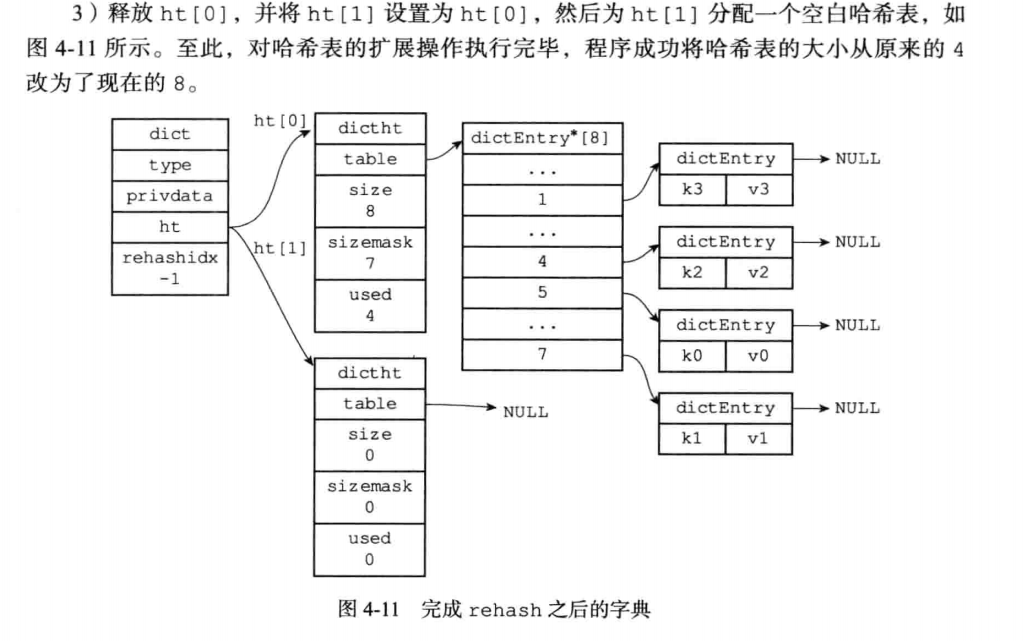 3）释放 ht[0]，并将 ht[1] 设置为 ht[0]，然后为 ht[1] 分配一个空白哈希表，如
图 4-11 所示。至此，对哈希表的扩展操作执行完毕，程序成功将哈希表的大小从原来的 4
改为了现在的 8。
dict
type
privdata
ht
rehashidx
-1
ht[0]
ht[1]
dictht
table
size
8
sizemask
7
used
4
dictEntry*[8]
...
1
...
4
5
...
7
dictEntry
k3 v3
NULL
dictEntry
k2 v2
NULL
dictEntry
k0 v0
NULL
dictEntry
k1 v1
NULL
dictht
table
NULL
size
0
sizemask
0
used
0
图 4-11 完成 rehash 之后的字典